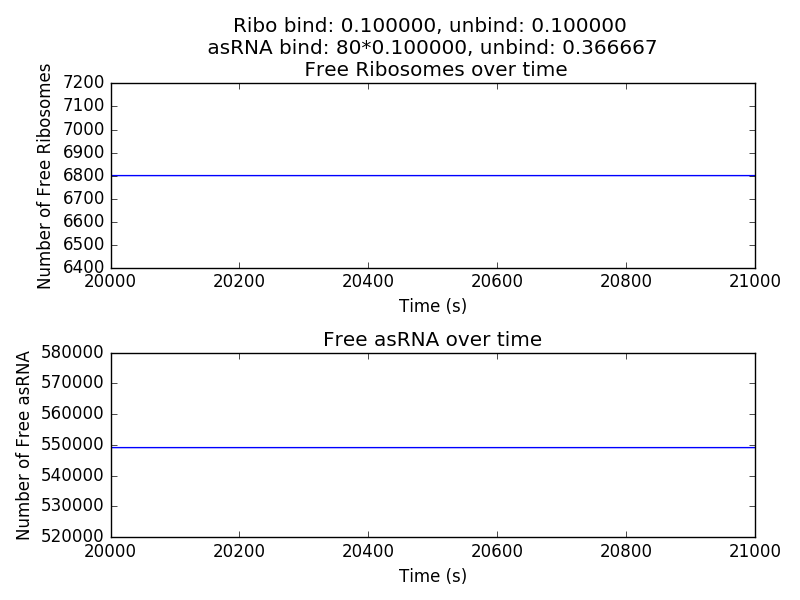 Ribo bind: 0.100000, unbind: 0.100000
asRNA bind: 80*0.100000, unbind: 0.366667
Free Ribosomes over time
Number of Free Ribosomes
7200
7100
7000
6900
6800
6700
6600
6500
6400
20000 20200 20400 20600 20800 21000
Time (s)
Free asRNA over time
Number of Free asRNA
580000
570000
560000
550000
540000
530000
520000
20000 20200 20400 20600 20800 21000
Time (s)